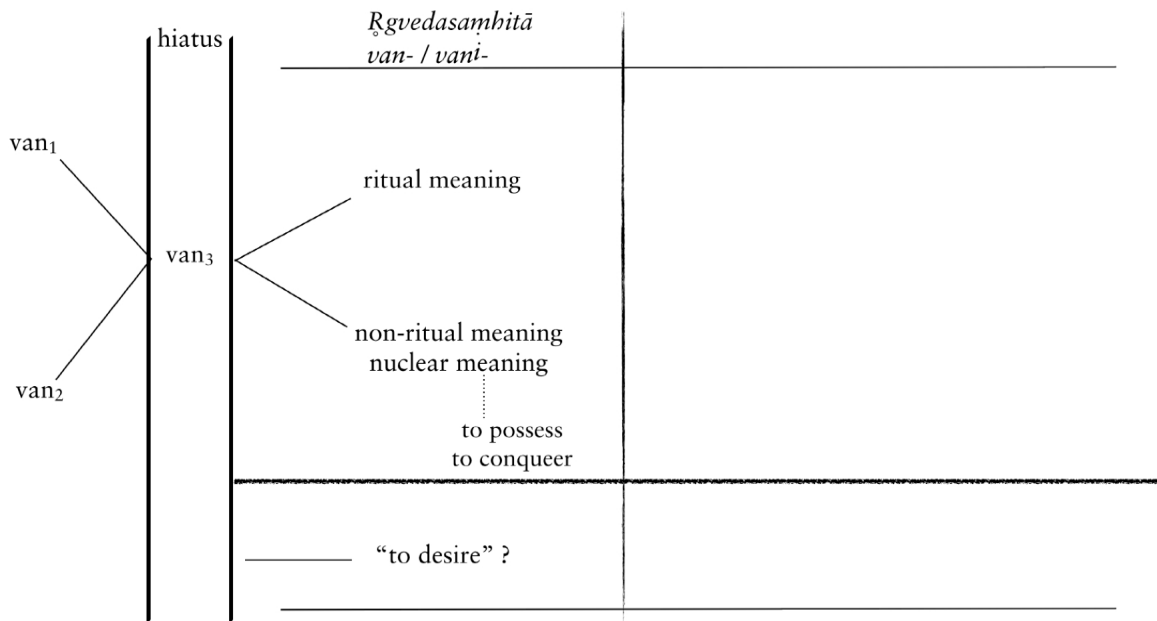 hiatus
R̥gvedasaṃhitā
van- / vanⁱ-
van₁
ritual meaning
van₃
non-ritual meaning
nuclear meaning
van₂
to possess
to conqueer
“to desire” ?